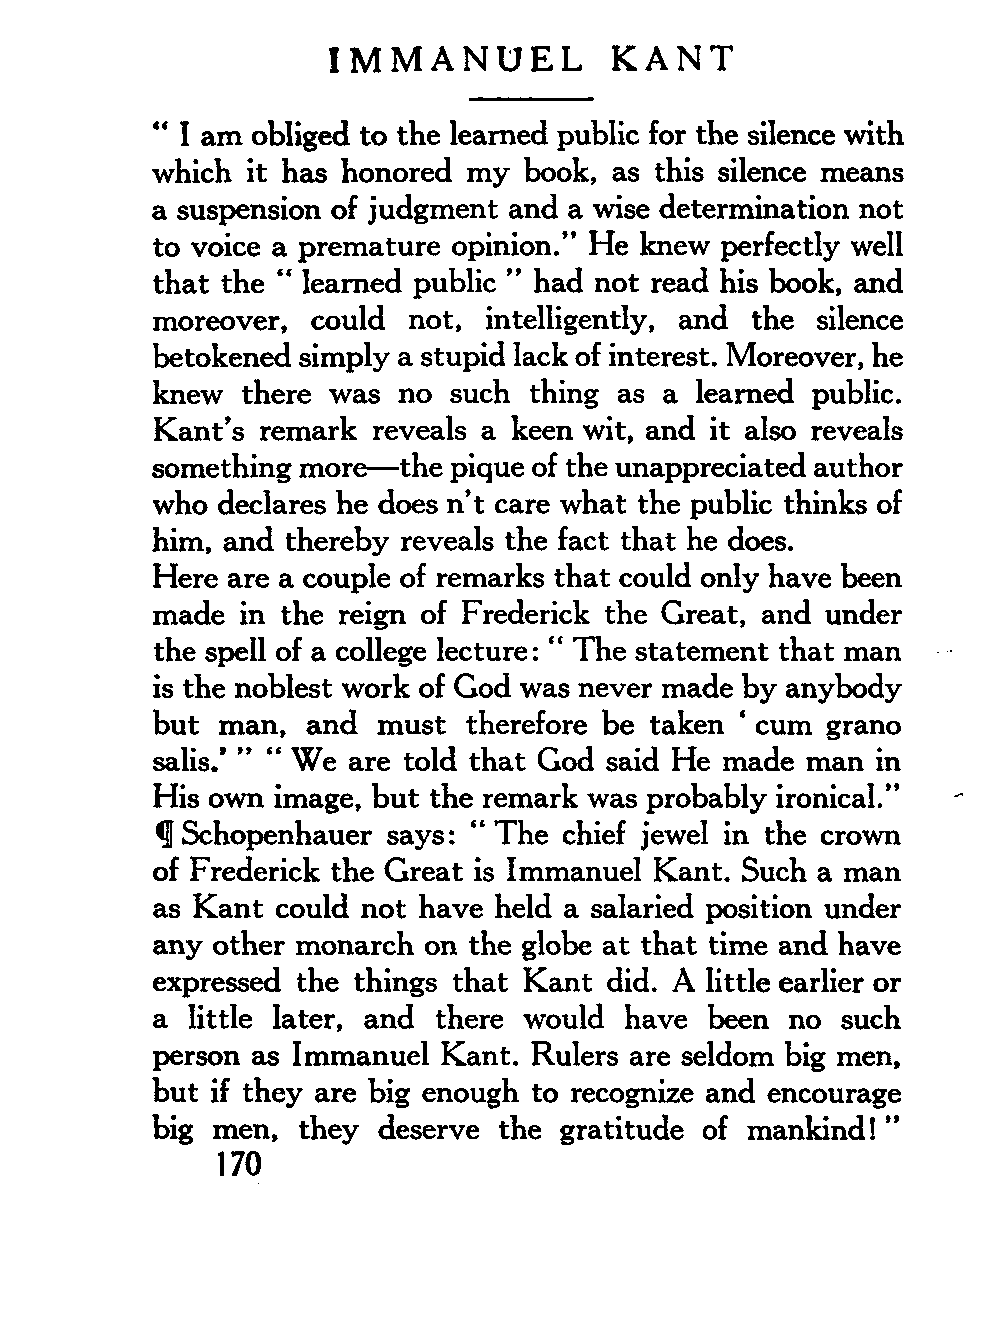 IMMANUEL KANT
“ I am obliged to the learned public for the silence with
which it has honored my book, as this silence means
a suspension of judgment and a wise determination not
to voice a premature opinion.” He knew perfectly well
that the “ learned public ” had not read his book, and
moreover, could not, intelligently, and the silence
betokened simply a stupid lack of interest. Moreover, he
knew there was no such thing as a learned public.
Kant’s remark reveals a keen wit, and it also reveals
something more—the pique of the unappreciated author
who declares he does n’t care what the public thinks of
him, and thereby reveals the fact that he does.
Here are a couple of remarks that could only have been
made in the reign of Frederick the Great, and under
the spell of a college lecture: “ The statement that man
is the noblest work of God was never made by anybody
but man, and must therefore be taken ‘ cum grano
salis.’ ” “ We are told that God said He made man in
His own image, but the remark was probably ironical.”
¶ Schopenhauer says: “ The chief jewel in the crown
of Frederick the Great is Immanuel Kant. Such a man
as Kant could not have held a salaried position under
any other monarch on the globe at that time and have
expressed the things that Kant did. A little earlier or
a little later, and there would have been no such
person as Immanuel Kant. Rulers are seldom big men,
but if they are big enough to recognize and encourage
big men, they deserve the gratitude of mankind! ”
170